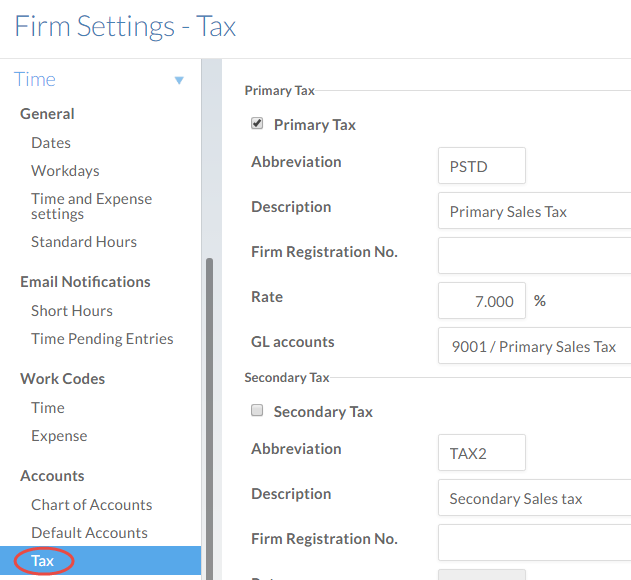 Firm Settings - Tax
Time
General
Dates
Workdays
Time and Expense
settings
Standard Hours
Email Notifications
Short Hours
Time Pending Entries
Work Codes
Time
Expense
Accounts
Chart of Accounts
Default Accounts
Tax
Primary Tax
Primary Tax
Abbreviation
PSTD
Description
Primary Sales Tax
Firm Registration No.
Rate
7.000 %
GL accounts
9001 / Primary Sales Tax
Secondary Tax
Secondary Tax
Abbreviation
TAX2
Description
Secondary Sales tax
Firm Registration No.